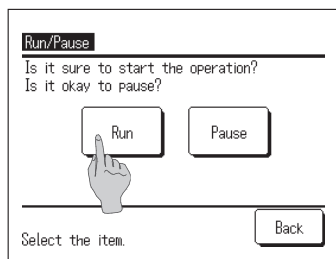 Run/Pause
Is it sure to start the operation?
Is it okay to pause?
Run Pause
Back
Select the item.